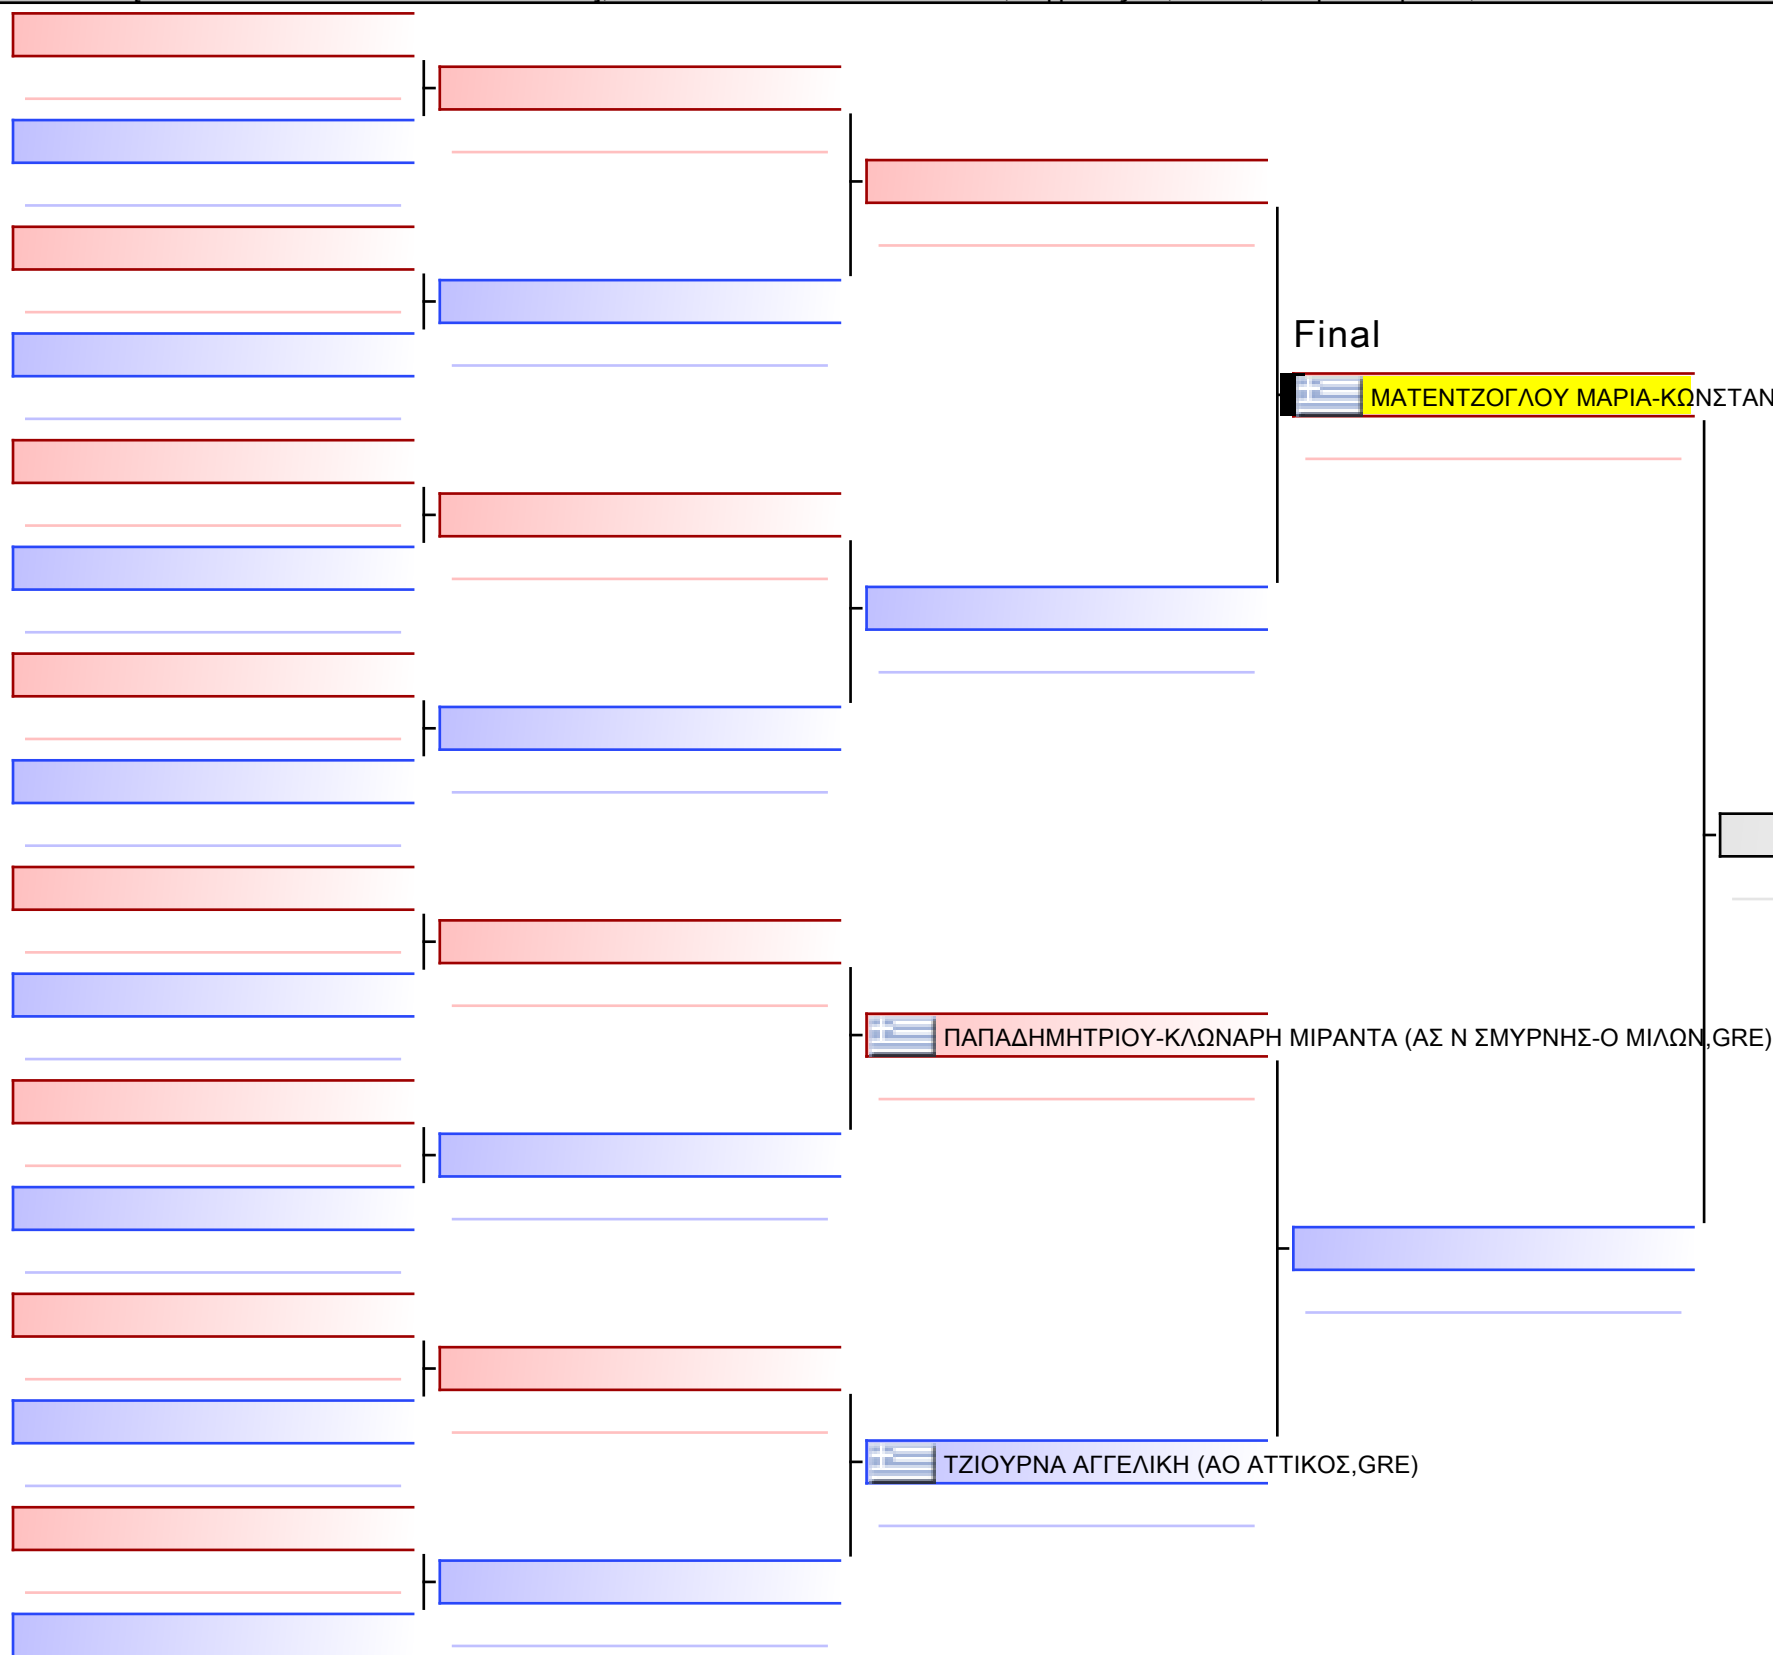 Final
ΜΑΤΕΝΤΖΟΓΛΟΥ ΜΑΡΙΑ-ΚΩΝΣΤΑΝ
ΠΑΠΑΔΗΜΗΤΡΙΟΥ-ΚΛΩΝΑΡΗ ΜΙΡΑΝΤΑ (ΑΣ Ν ΣΜΥΡΝΗΣ-Ο ΜΙΛΩΝ,GRE)
ΤΖΙΟΥΡΝΑ ΑΓΓΕΛΙΚΗ (ΑΟ ΑΤΤΙΚΟΣ,GRE)